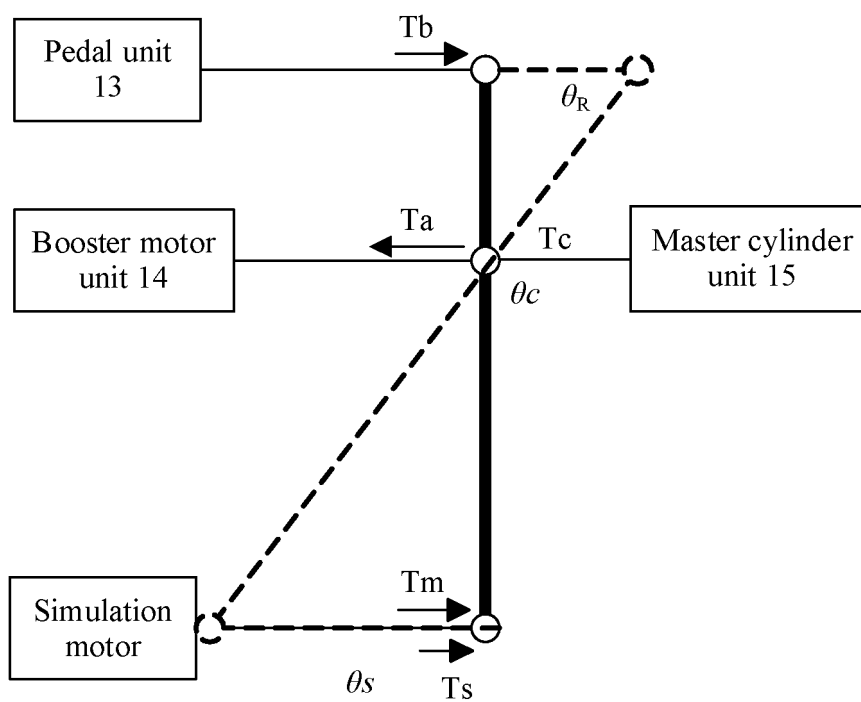 Tb
Pedal unit
13
θR
Ta
Tc
Booster motor
unit 14
Master cylinder
unit 15
θc
Tm
Simulation
motor
θs
Ts